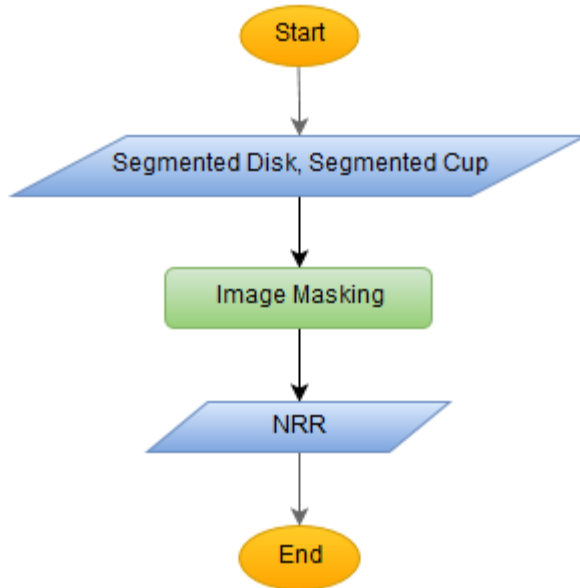 Start
Segmented Disk, Segmented Cup
Image Masking
NRR
End